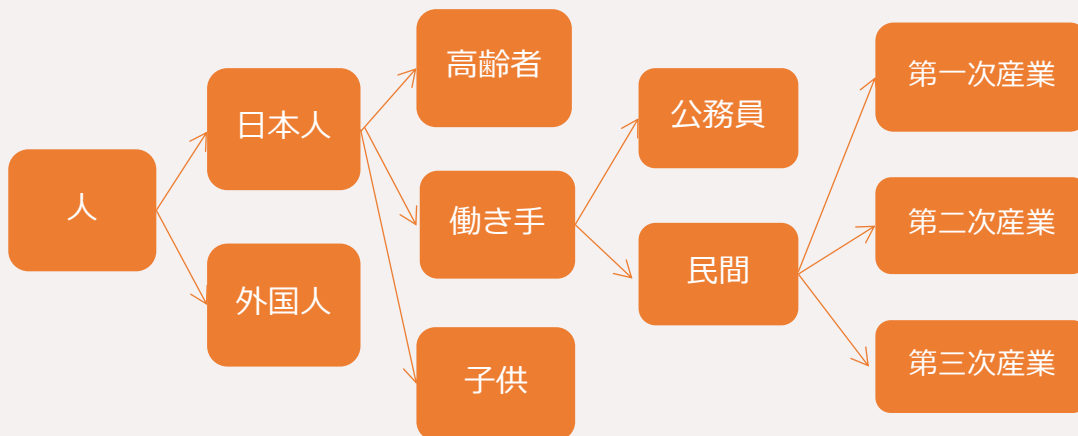 人
日本人
外国人
高齢者
働き手
子供
公務員
民間
第一次産業
第二次産業
第三次産業